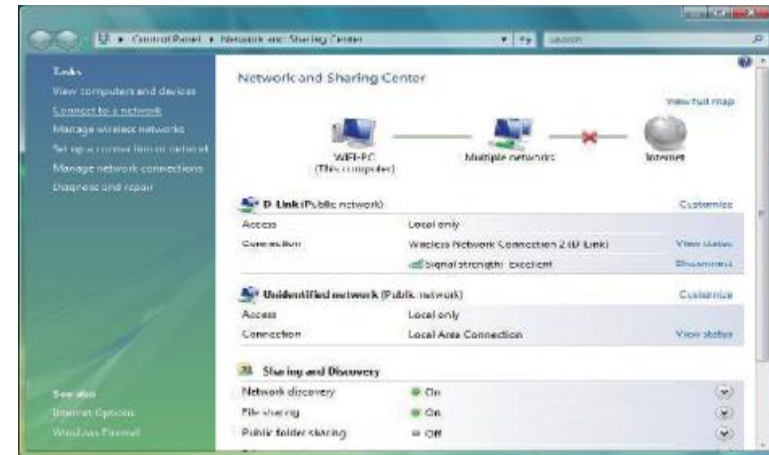 Control Panel ▸ Network and Sharing Center
Search
Tasks
View computers and devices
Connect to a network
Manage wireless networks
Set up a connection or network
Manage network connections
Diagnose and repair
See also
Internet Options
Windows Firewall
Network and Sharing Center
View full map
WIFI-PC
(This computer)
Multiple networks
Internet
D-Link (Public network) Customize
Access Local only
Connection Wireless Network Connection 2 (D-Link) View status
Signal strength: Excellent Disconnect
Unidentified network (Public network) Customize
Access Local only
Connection Local Area Connection View status
Sharing and Discovery
Network discovery On
File sharing On
Public folder sharing Off